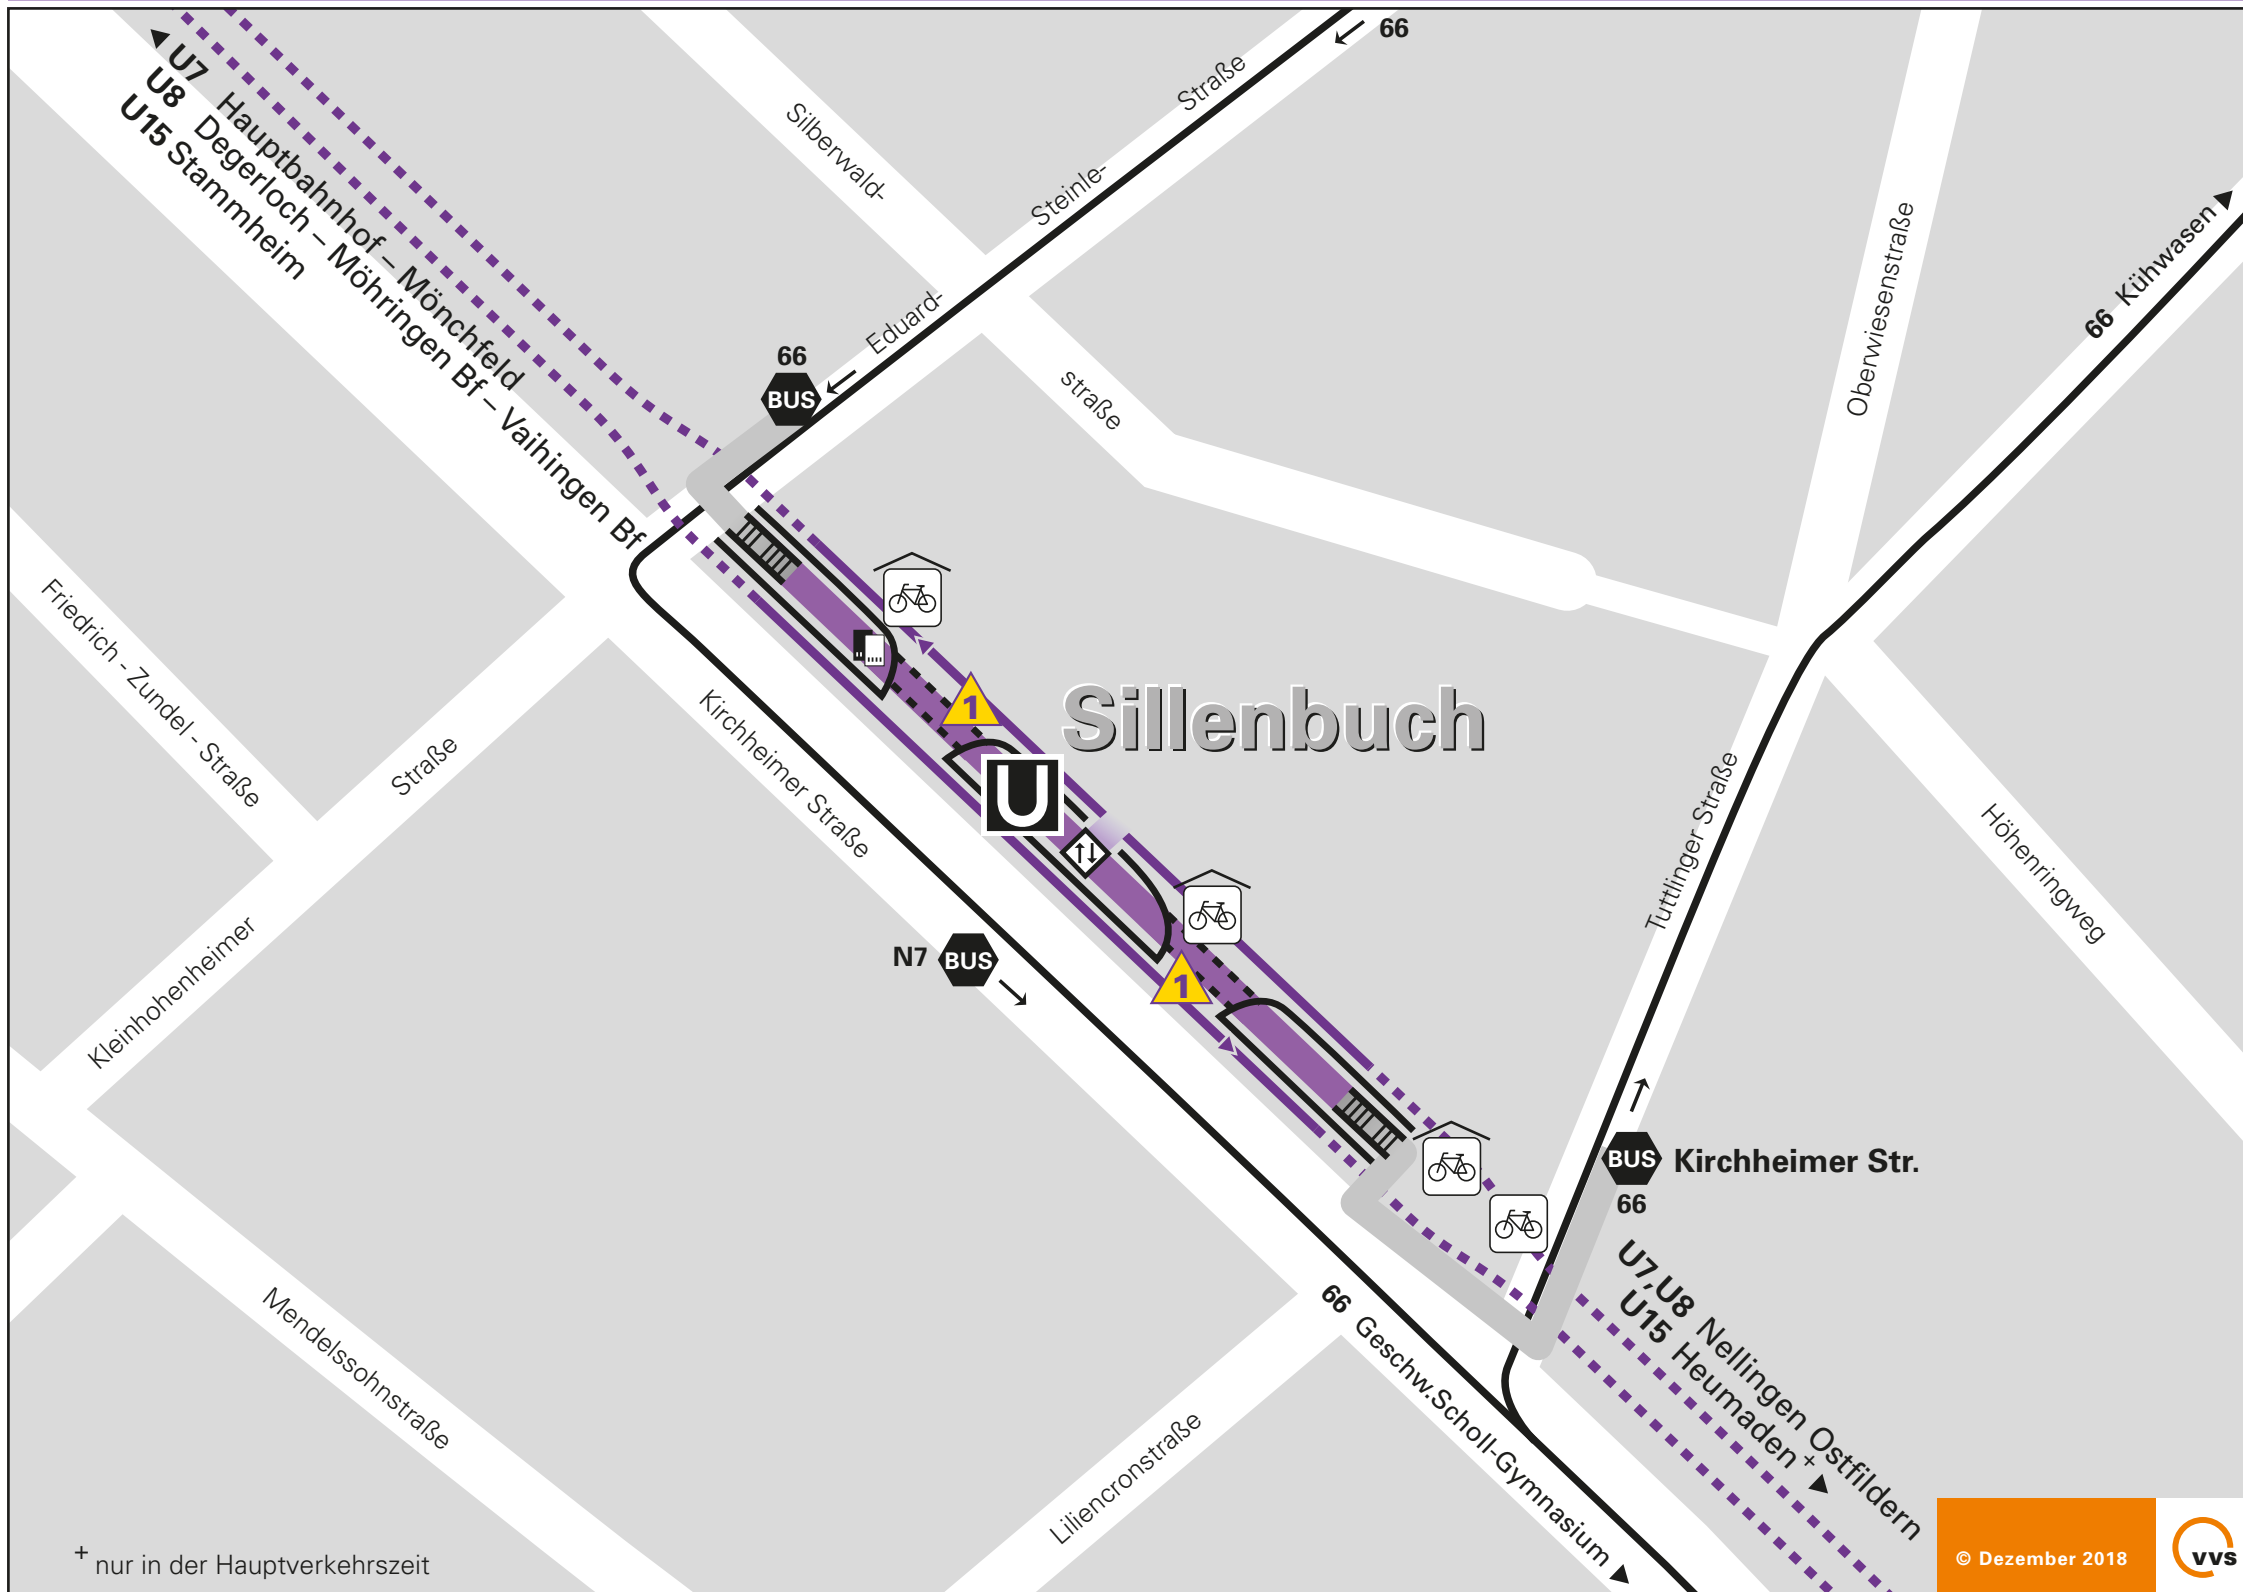 U7 Hauptbahnhof – Mönchfeld
U8 Degerloch – Möhringen Bf – Vaihingen Bf
U15 Stammheim
66
Silberwald-
straße
Eduard-
Steinle-
Straße
66
BUS
Oberwiesenstraße
66 Kühwasen
Friedrich - Zundel - Straße
Kleinhohenheimer
Straße
Kirchheimer Straße
1
Sillenbuch
U
N7
BUS
1
Tuttlinger Straße
Höhenringweg
BUS
Kirchheimer Str.
66
U7,U8 Nellingen Ostfildern
U15 Heumaden +
66 Geschw.Scholl-Gymnasium
Mendelssohnstraße
Liliencronstraße
+ nur in der Hauptverkehrszeit
© Dezember 2018
vvs